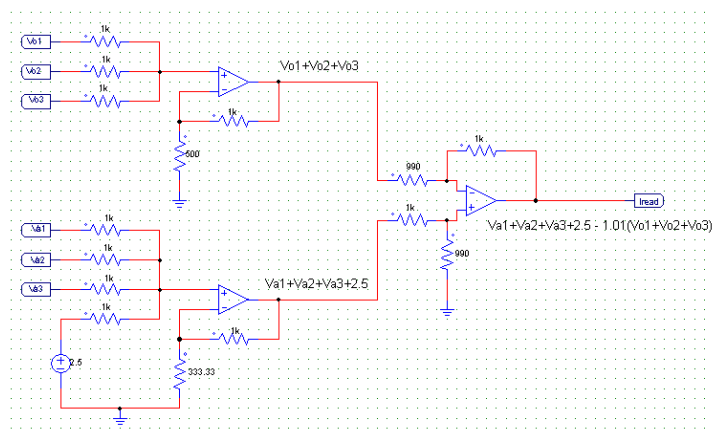 1k
Vo1
1k
Vo2
1k
Vo3
Vo1+Vo2+Vo3
1k
500
1k
990
1k
Iread
Va1+Va2+Va3+2.5 - 1.01(Vo1+Vo2+Vo3)
990
1k
Va1
1k
Va2
1k
Va3
1k
Va1+Va2+Va3+2.5
1k
2.5
333.33